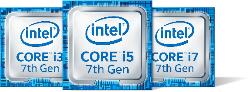 intel
CORE i3
7th Gen
intel
CORE i5
7th Gen
intel
CORE i7
7th Gen